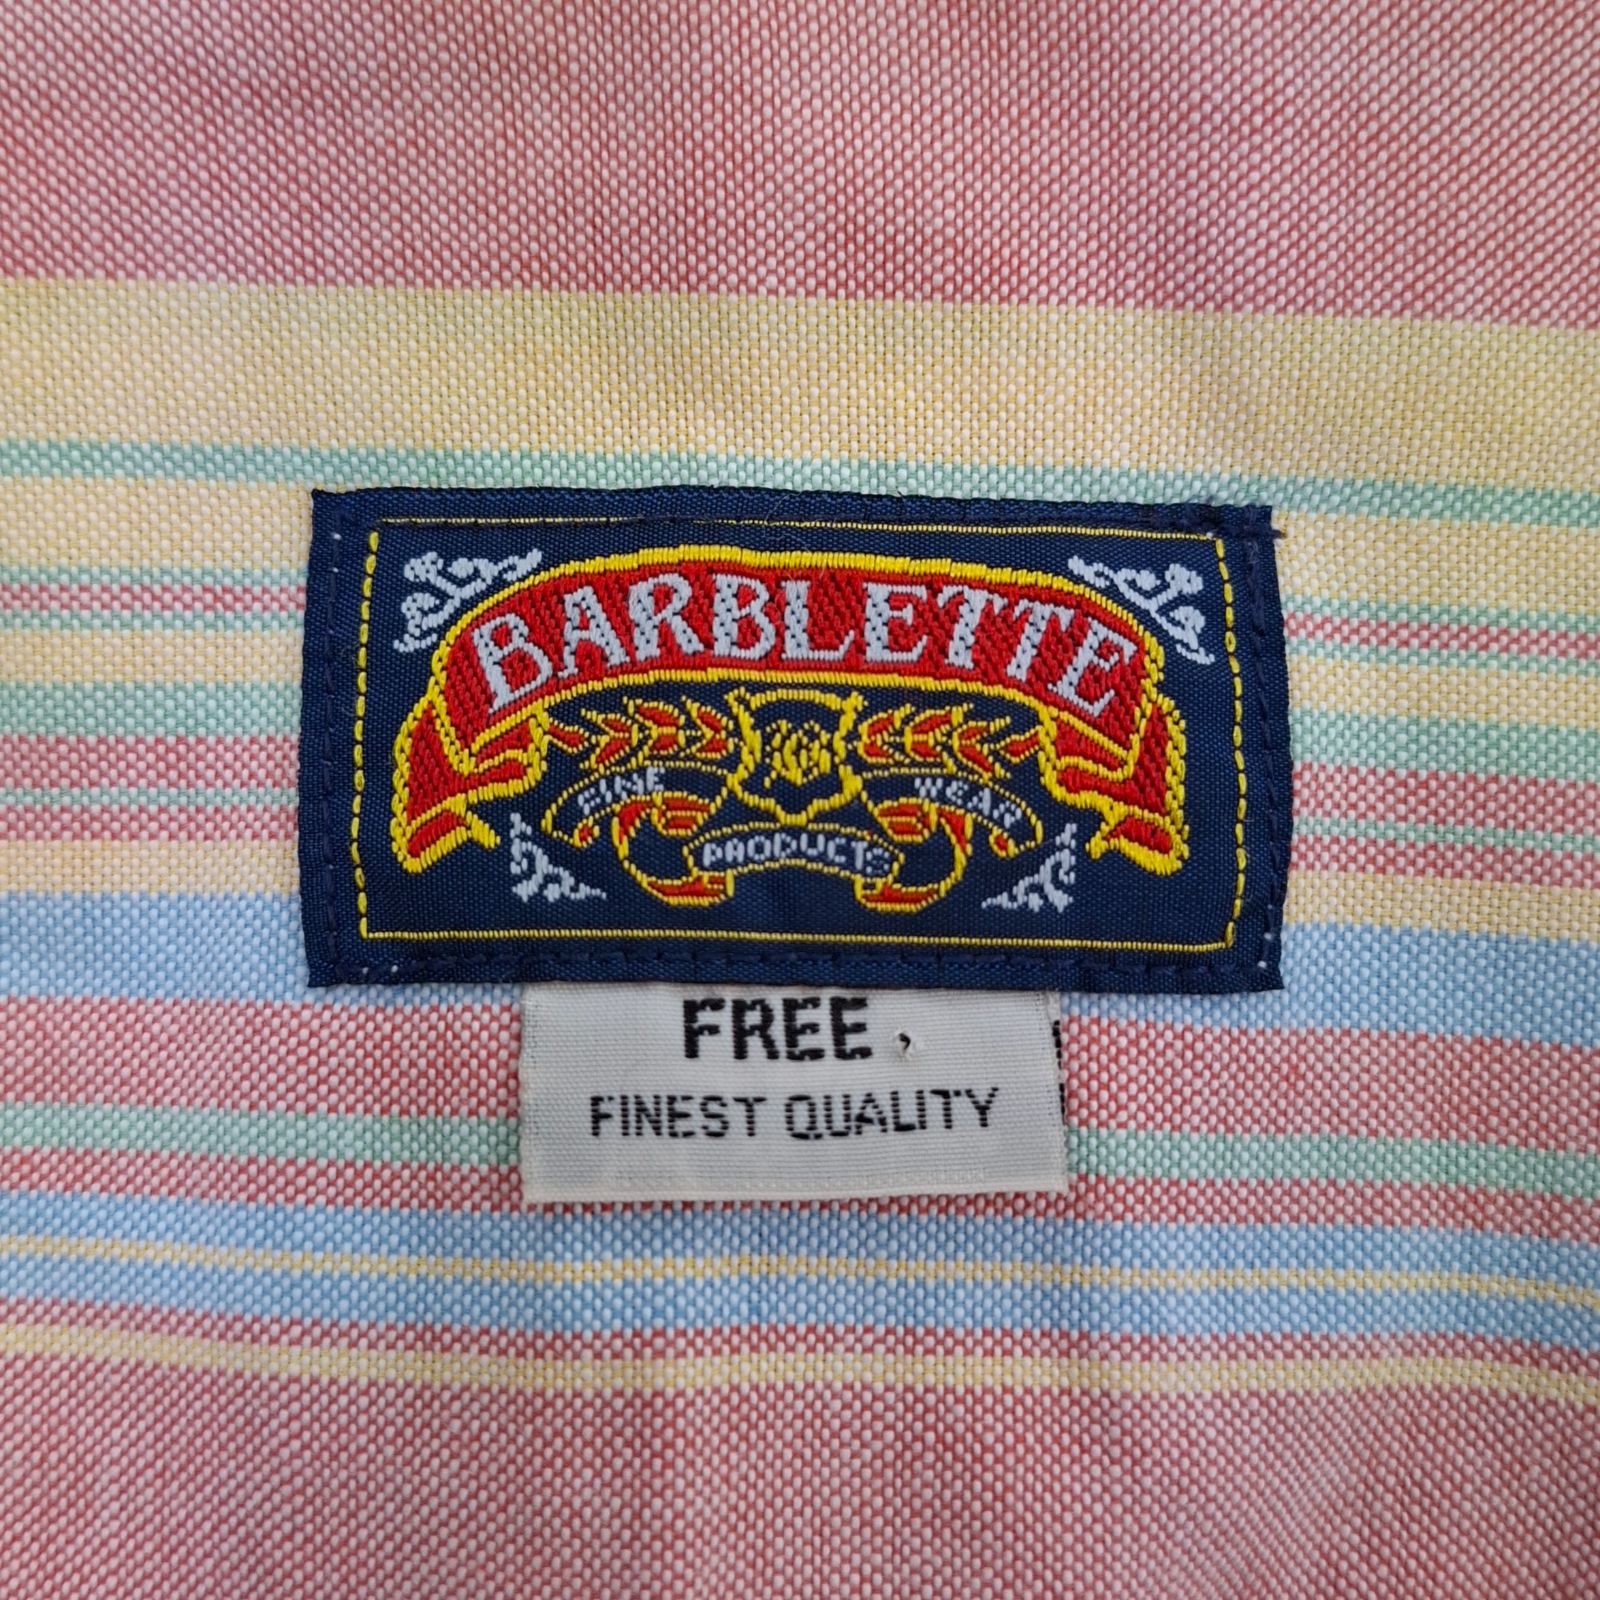 BARBLETTE
FINE WEAR
PRODUCTS
FREE
FINEST QUALITY